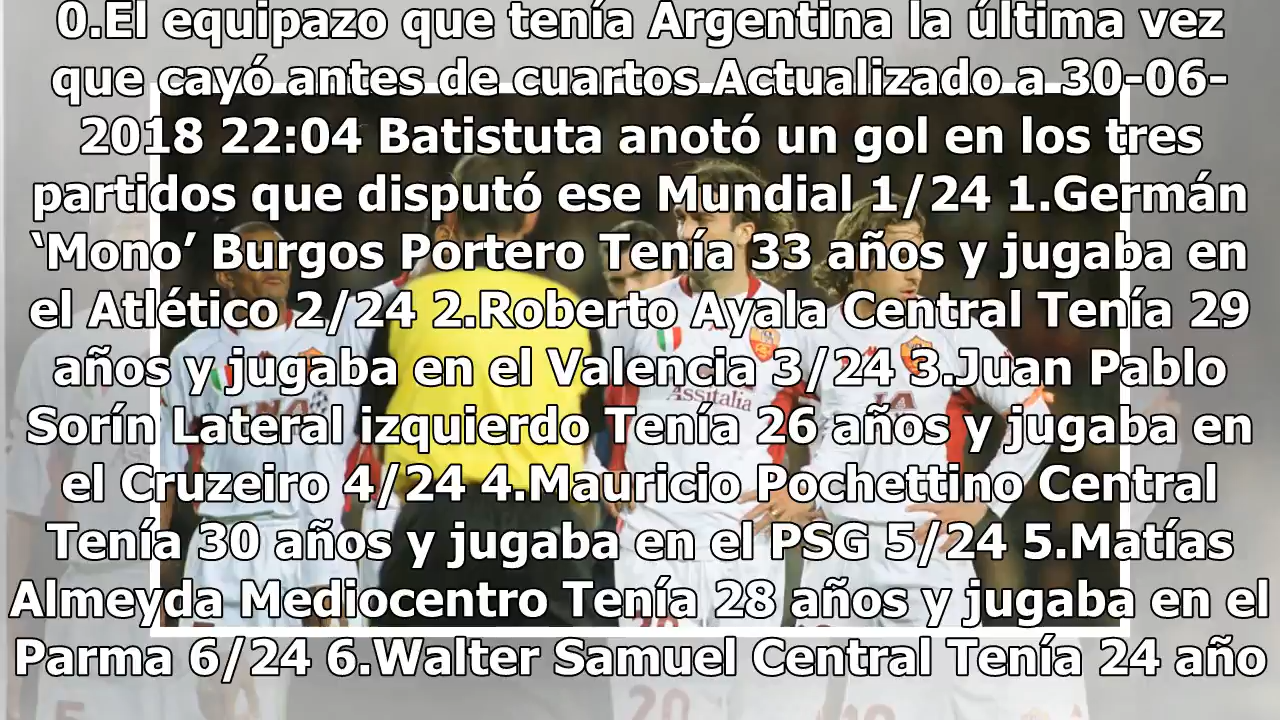 0.El equipazo que tenía Argentina la última vez
que cayó antes de cuartos Actualizado a 30-06-
2018 22:04 Batistuta anotó un gol en los tres
partidos que disputó ese Mundial 1/24 1.Germán
‘Mono’ Burgos Portero Tenía 33 años y jugaba en
el Atlético 2/24 2.Roberto Ayala Central Tenía 29
años y jugaba en el Valencia 3/24 3.Juan Pablo
Sorín Lateral izquierdo Tenía 26 años y jugaba en
el Cruzeiro 4/24 4.Mauricio Pochettino Central
Tenía 30 años y jugaba en el PSG 5/24 5.Matías
Almeyda Mediocentro Tenía 28 años y jugaba en el
Parma 6/24 6.Walter Samuel Central Tenía 24 año
Assitalia
20